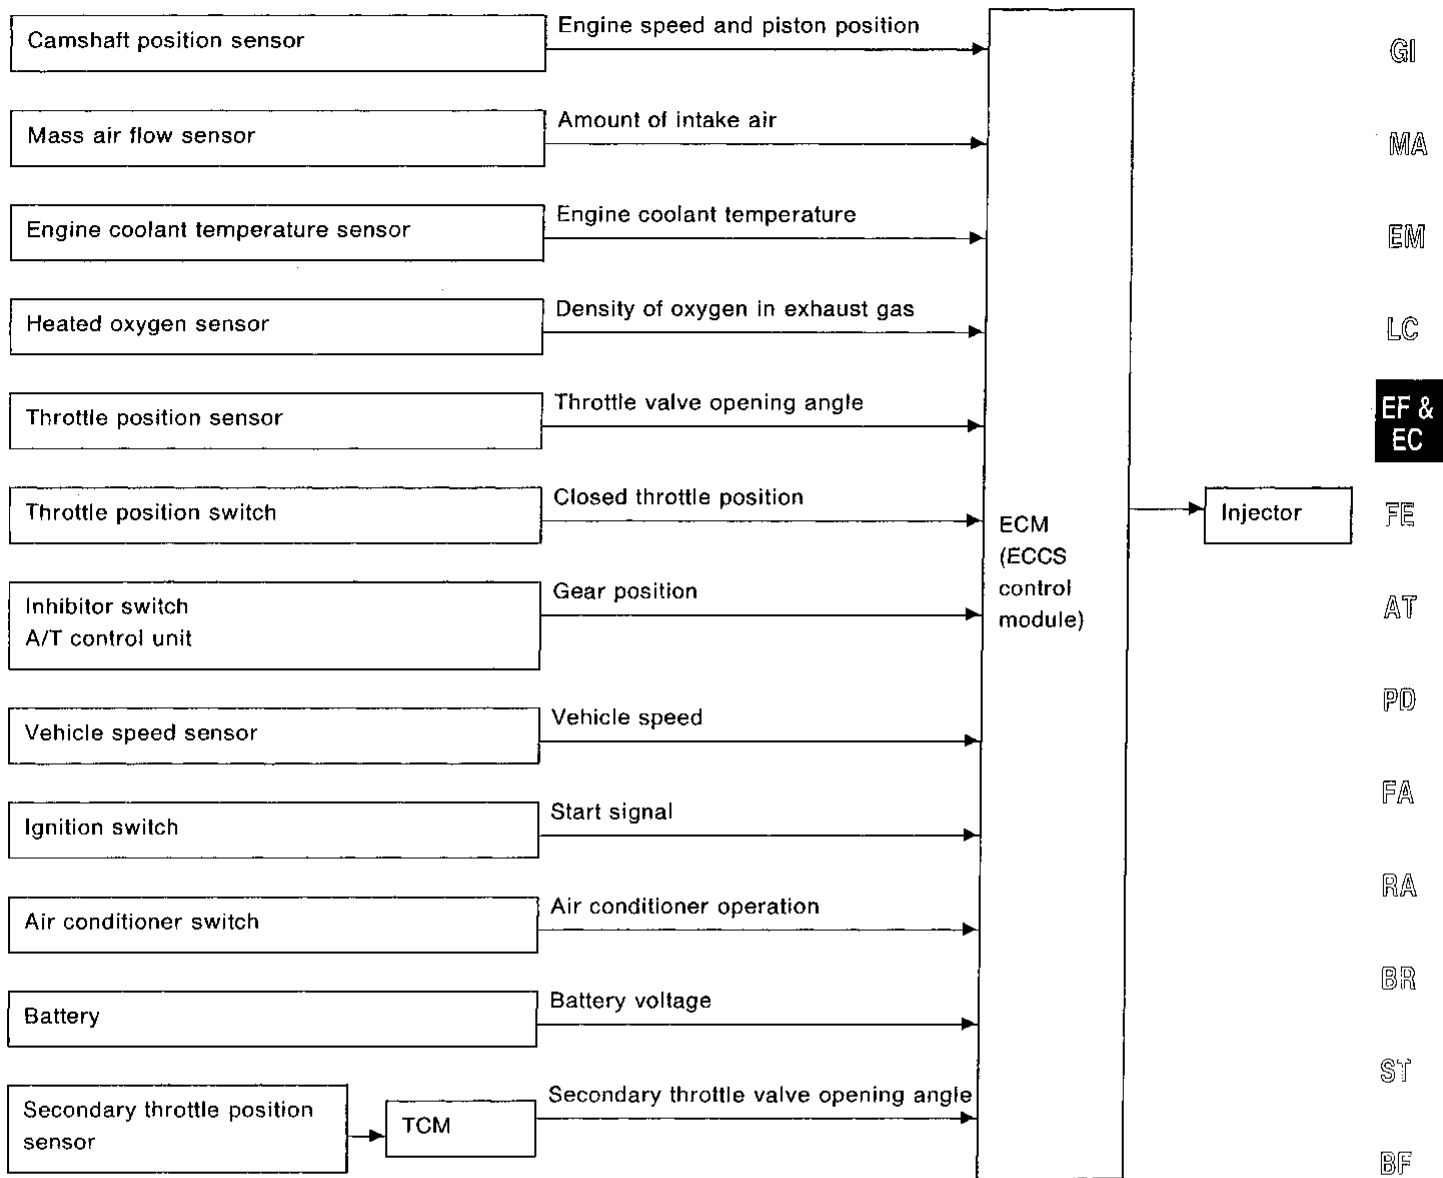 Camshaft position sensor
Engine speed and piston position
Mass air flow sensor
Amount of intake air
Engine coolant temperature sensor
Engine coolant temperature
Heated oxygen sensor
Density of oxygen in exhaust gas
Throttle position sensor
Throttle valve opening angle
Throttle position switch
Closed throttle position
Inhibitor switch
A/T control unit
Gear position
Vehicle speed sensor
Vehicle speed
Ignition switch
Start signal
Air conditioner switch
Air conditioner operation
Battery
Battery voltage
Secondary throttle position
sensor
TCM
Secondary throttle valve opening angle
ECM
(ECCS
control
module)
Injector
GI
MA
EM
LC
EF &
EC
FE
AT
PD
FA
RA
BR
ST
BF